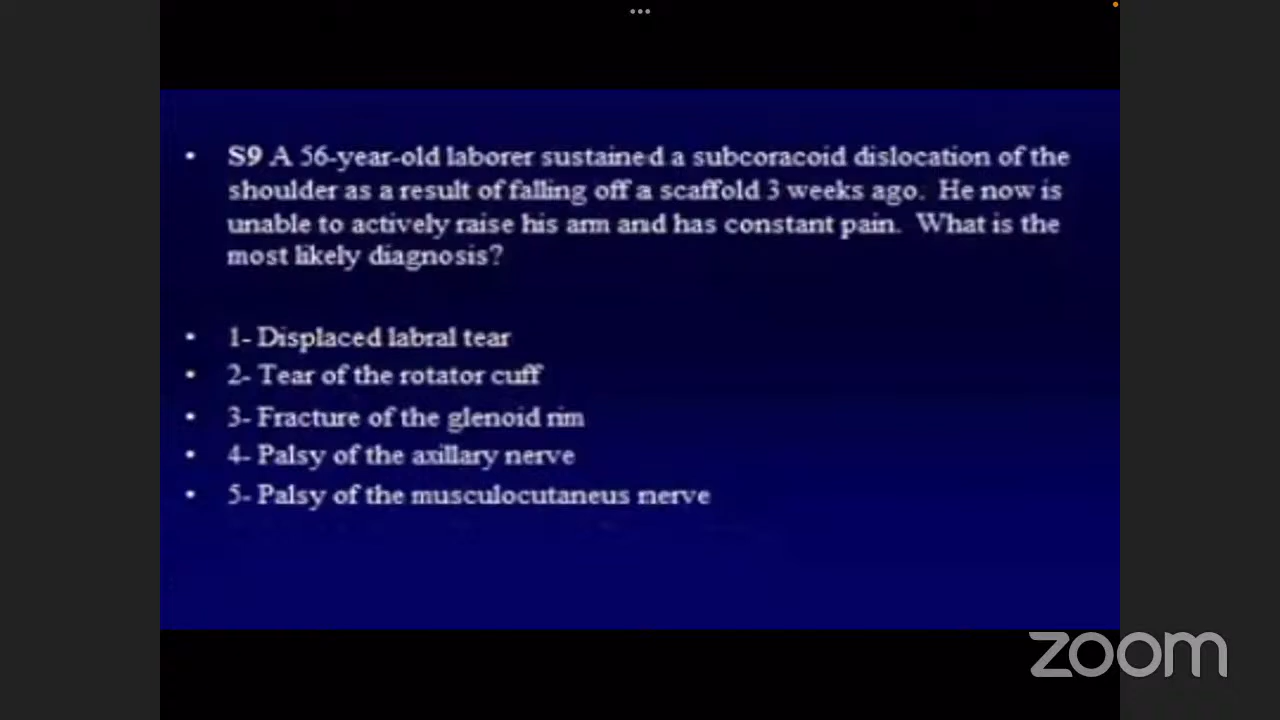 • S9 A 56-year-old laborer sustained a subcoracoid dislocation of the
shoulder as a result of falling off a scaffold 3 weeks ago. He now is
unable to actively raise his arm and has constant pain. What is the
most likely diagnosis?
• 1- Displaced labral tear
• 2- Tear of the rotator cuff
• 3- Fracture of the glenoid rim
• 4- Palsy of the axillary nerve
• 5- Palsy of the musculocutaneus nerve
zoom